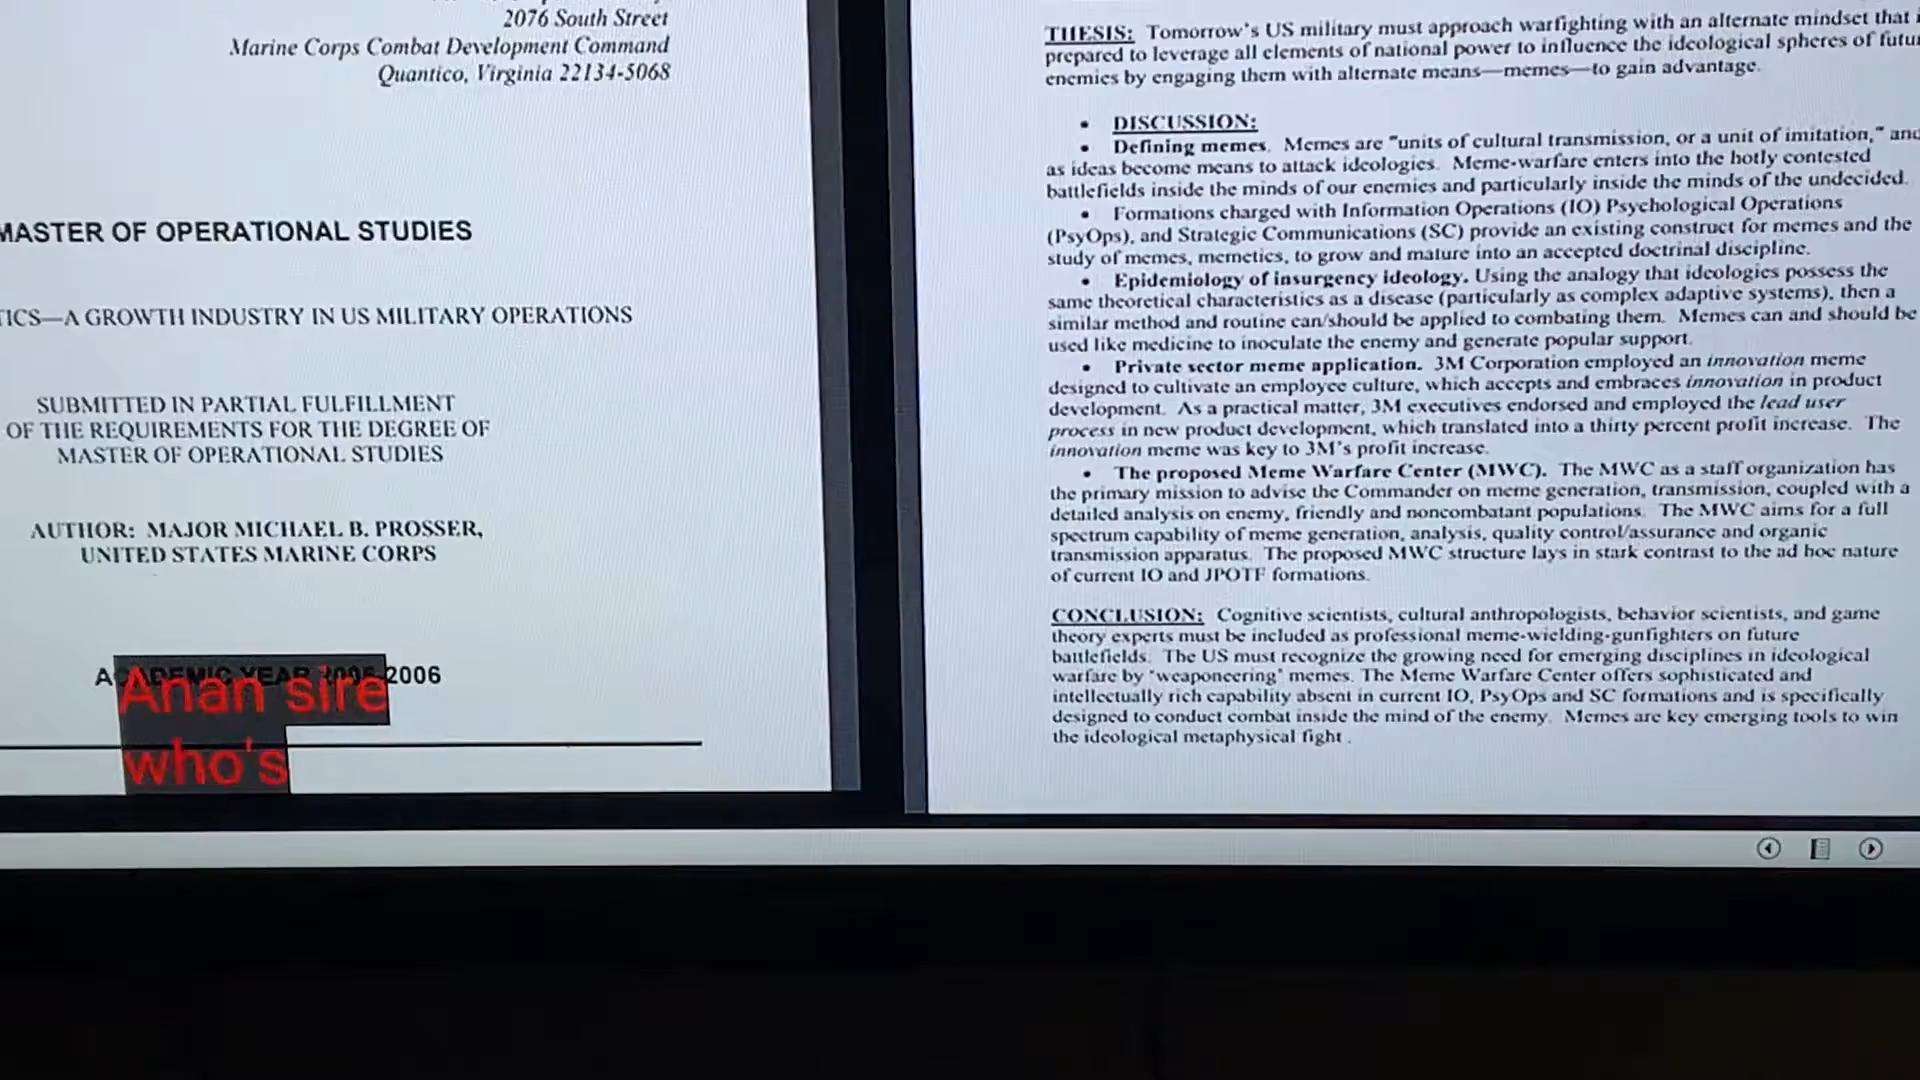 2076 South Street
Marine Corps Combat Development Command
Quantico, Virginia 22134-5068
MASTER OF OPERATIONAL STUDIES
TICS—A GROWTH INDUSTRY IN US MILITARY OPERATIONS
SUBMITTED IN PARTIAL FULFILLMENT
OF THE REQUIREMENTS FOR THE DEGREE OF
MASTER OF OPERATIONAL STUDIES
AUTHOR: MAJOR MICHAEL B. PROSSER,
UNITED STATES MARINE CORPS
ACADEMIC YEAR 2005-2006
Anan sire
who's
THESIS: Tomorrow's US military must approach warfighting with an alternate mindset that i
prepared to leverage all elements of national power to influence the ideological spheres of futur
enemies by engaging them with alternate means—memes—to gain advantage.
• DISCUSSION:
• Defining memes. Memes are "units of cultural transmission, or a unit of imitation," and
as ideas become means to attack ideologies. Meme-warfare enters into the hotly contested
battlefields inside the minds of our enemies and particularly inside the minds of the undecided.
• Formations charged with Information Operations (IO) Psychological Operations
(PsyOps), and Strategic Communications (SC) provide an existing construct for memes and the
study of memes, memetics, to grow and mature into an accepted doctrinal discipline.
• Epidemiology of insurgency ideology. Using the analogy that ideologies possess the
same theoretical characteristics as a disease (particularly as complex adaptive systems), then a
similar method and routine can/should be applied to combating them. Memes can and should be
used like medicine to inoculate the enemy and generate popular support.
• Private sector meme application. 3M Corporation employed an innovation meme
designed to cultivate an employee culture, which accepts and embraces innovation in product
development. As a practical matter, 3M executives endorsed and employed the lead user
process in new product development, which translated into a thirty percent profit increase. The
innovation meme was key to 3M's profit increase.
• The proposed Meme Warfare Center (MWC). The MWC as a staff organization has
the primary mission to advise the Commander on meme generation, transmission, coupled with a
detailed analysis on enemy, friendly and noncombatant populations. The MWC aims for a full
spectrum capability of meme generation, analysis, quality control/assurance and organic
transmission apparatus. The proposed MWC structure lays in stark contrast to the ad hoc nature
of current IO and JPOTF formations.
CONCLUSION: Cognitive scientists, cultural anthropologists, behavior scientists, and game
theory experts must be included as professional meme-wielding-gunfighters on future
battlefields. The US must recognize the growing need for emerging disciplines in ideological
warfare by "weaponeering" memes. The Meme Warfare Center offers sophisticated and
intellectually rich capability absent in current IO, PsyOps and SC formations and is specifically
designed to conduct combat inside the mind of the enemy. Memes are key emerging tools to win
the ideological metaphysical fight .